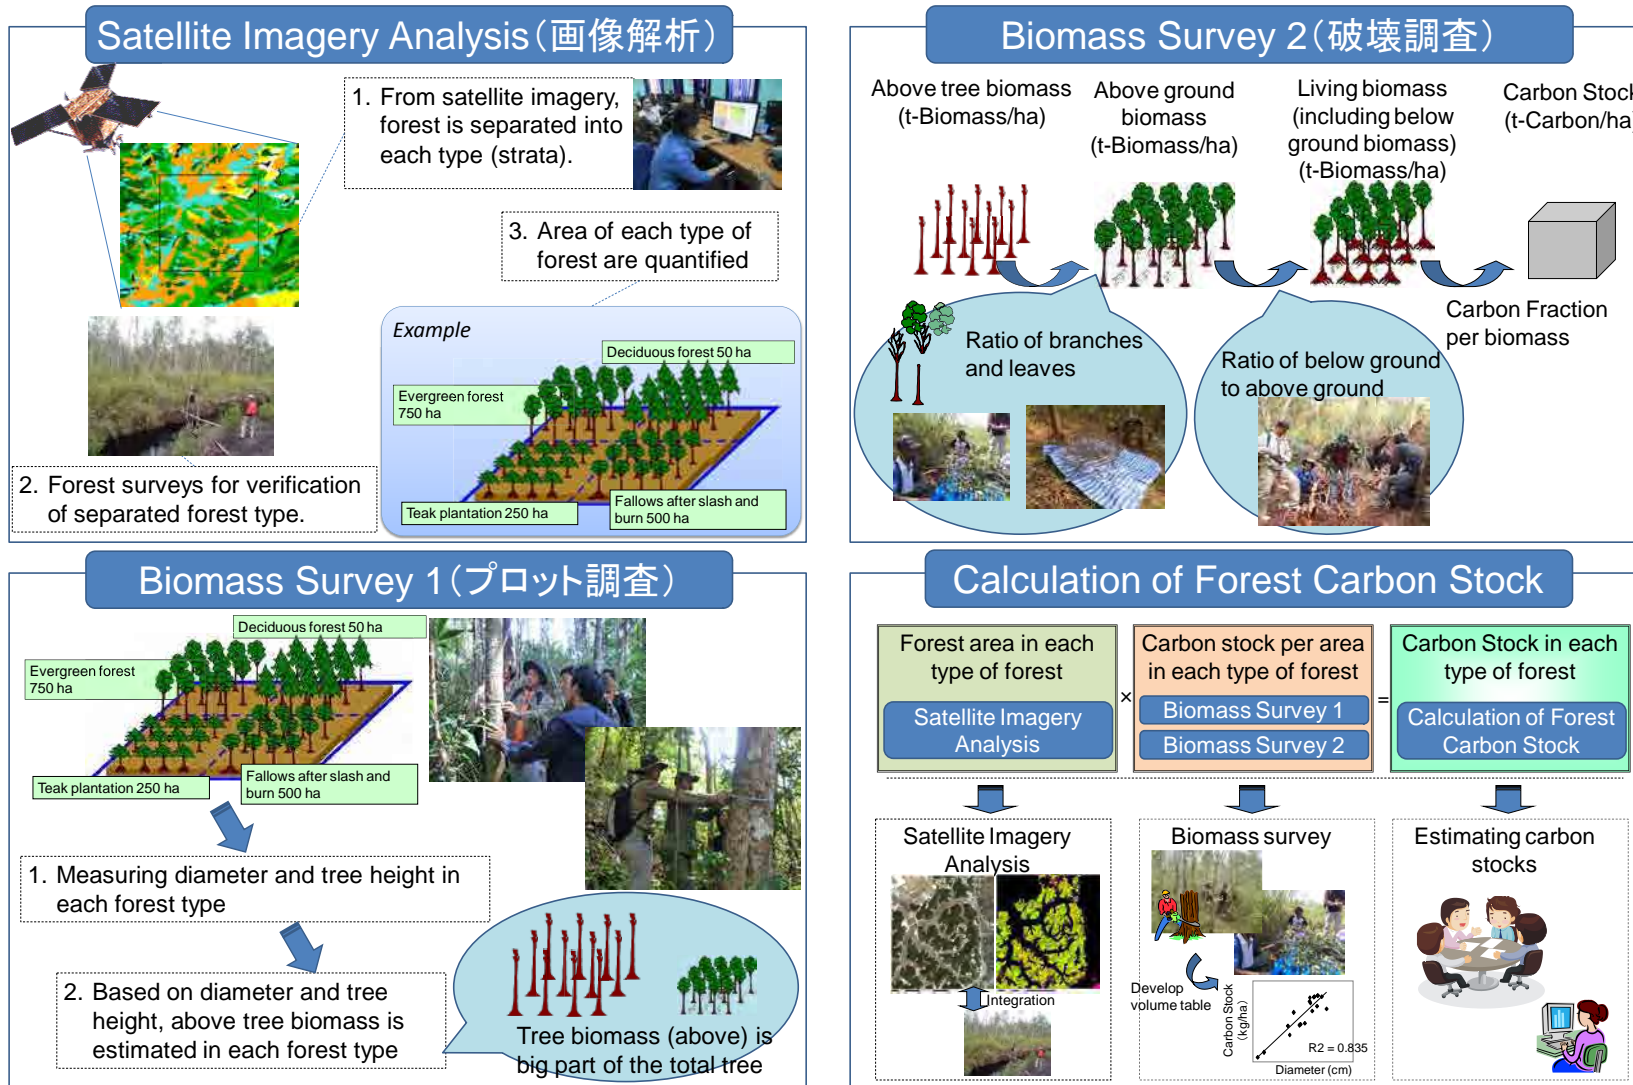 Satellite Imagery Analysis(画像解析)
1. From satellite imagery,
forest is separated into
each type (strata).
3. Area of each type of
forest are quantified
Example
Deciduous forest 50 ha
Evergreen forest
750 ha
Teak plantation 250 ha
Fallows after slash and
burn 500 ha
2. Forest surveys for verification
of separated forest type.
Biomass Survey 2(破壊調査)
Above tree biomass
(t-Biomass/ha)
Above ground
biomass
(t-Biomass/ha)
Living biomass
(including below
ground biomass)
(t-Biomass/ha)
Carbon Stock
(t-Carbon/ha)
Carbon Fraction
per biomass
Ratio of branches
and leaves
Ratio of below ground
to above ground
Biomass Survey 1(プロット調査)
Deciduous forest 50 ha
Evergreen forest
750 ha
Teak plantation 250 ha
Fallows after slash and
burn 500 ha
1. Measuring diameter and tree height in
each forest type
2. Based on diameter and tree
height, above tree biomass is
estimated in each forest type
Tree biomass (above) is
big part of the total tree
Calculation of Forest Carbon Stock
Forest area in each
type of forest
Satellite Imagery
Analysis
×
Carbon stock per area
in each type of forest
Biomass Survey 1
Biomass Survey 2
=
Carbon Stock in each
type of forest
Calculation of Forest
Carbon Stock
Satellite Imagery
Analysis
Integration
Biomass survey
Develop
volume table
Carbon Stock
(kg/ha)
R2 = 0.835
Diameter (cm)
Estimating carbon
stocks